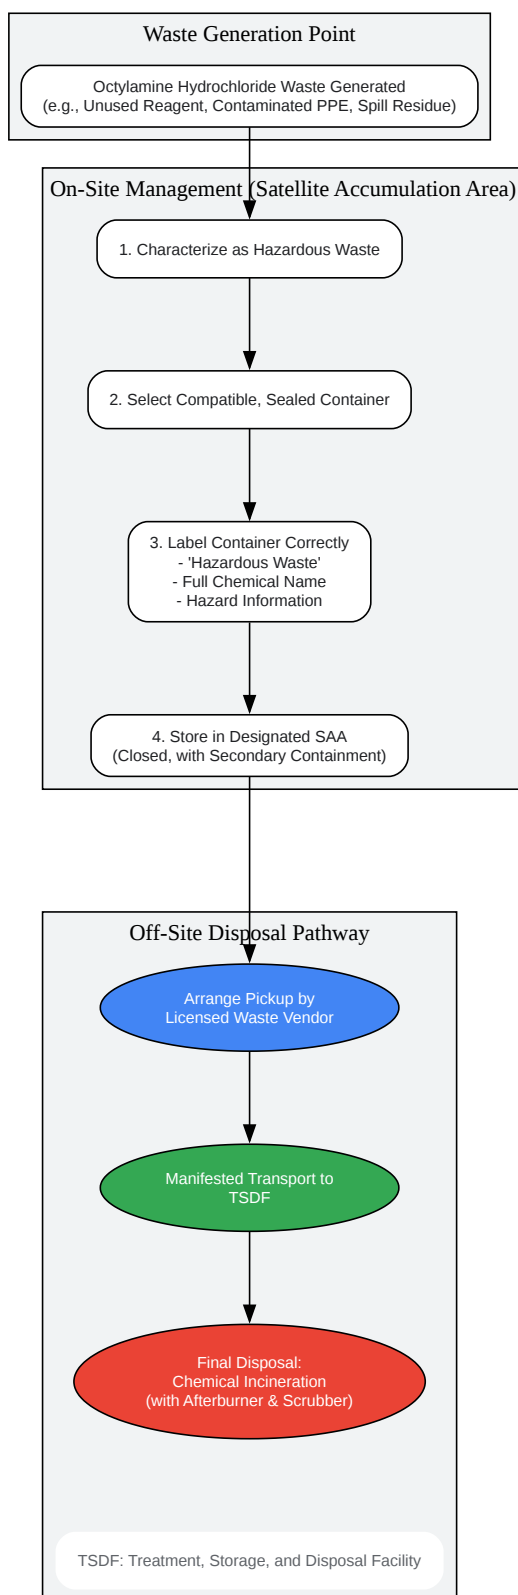 Waste Generation Point
Octylamine Hydrochloride Waste Generated
(e.g., Unused Reagent, Contaminated PPE, Spill Residue)
On-Site Management (Satellite Accumulation Area)
1. Characterize as Hazardous Waste
2. Select Compatible, Sealed Container
3. Label Container Correctly
- 'Hazardous Waste'
- Full Chemical Name
- Hazard Information
4. Store in Designated SAA
(Closed, with Secondary Containment)
Off-Site Disposal Pathway
Arrange Pickup by
Licensed Waste Vendor
Manifested Transport to
TSDF
Final Disposal:
Chemical Incineration
(with Afterburner & Scrubber)
TSDF: Treatment, Storage, and Disposal Facility